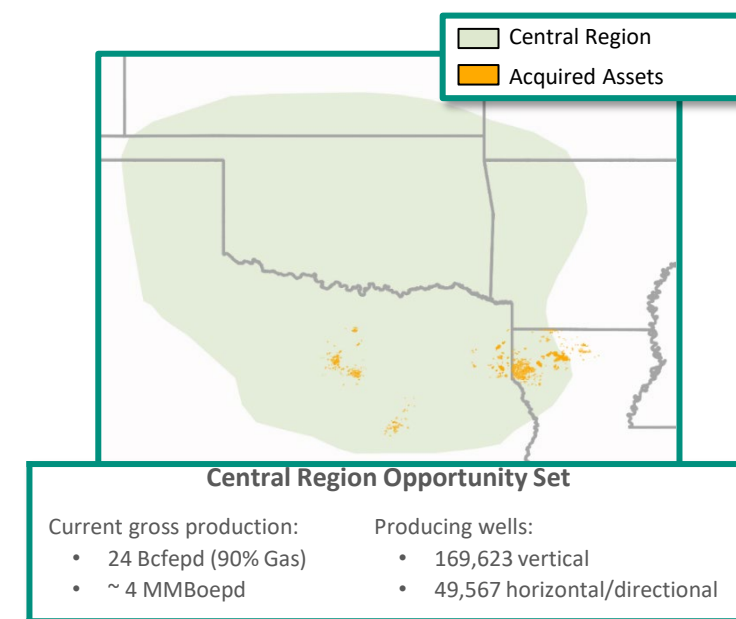 Central Region
Acquired Assets
Central Region Opportunity Set
Current gross production:
• 24 Bcfepd (90% Gas)
• ~ 4 MMBoepd
Producing wells:
• 169,623 vertical
• 49,567 horizontal/directional